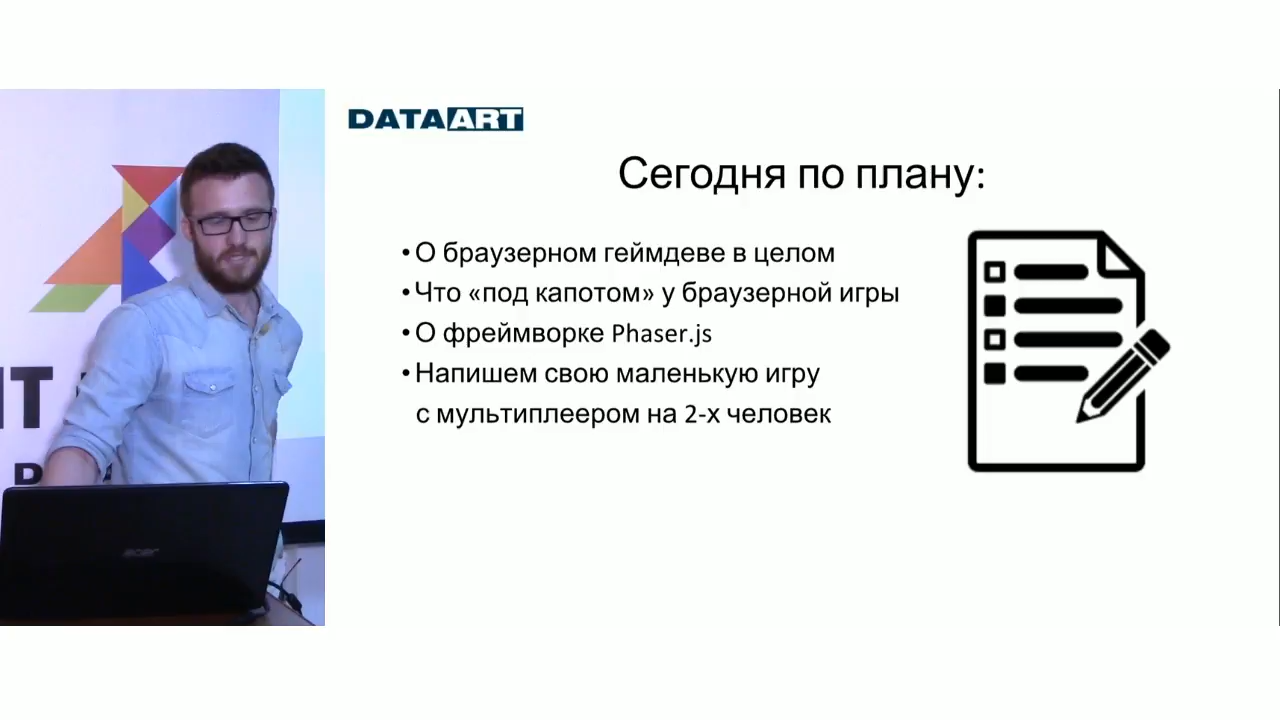 DATAART
Сегодня по плану:
• О браузерном геймдеве в целом
• Что «под капотом» у браузерной игры
• О фреймворке Phaser.js
• Напишем свою маленькую игру
с мультиплеером на 2-х человек
acer